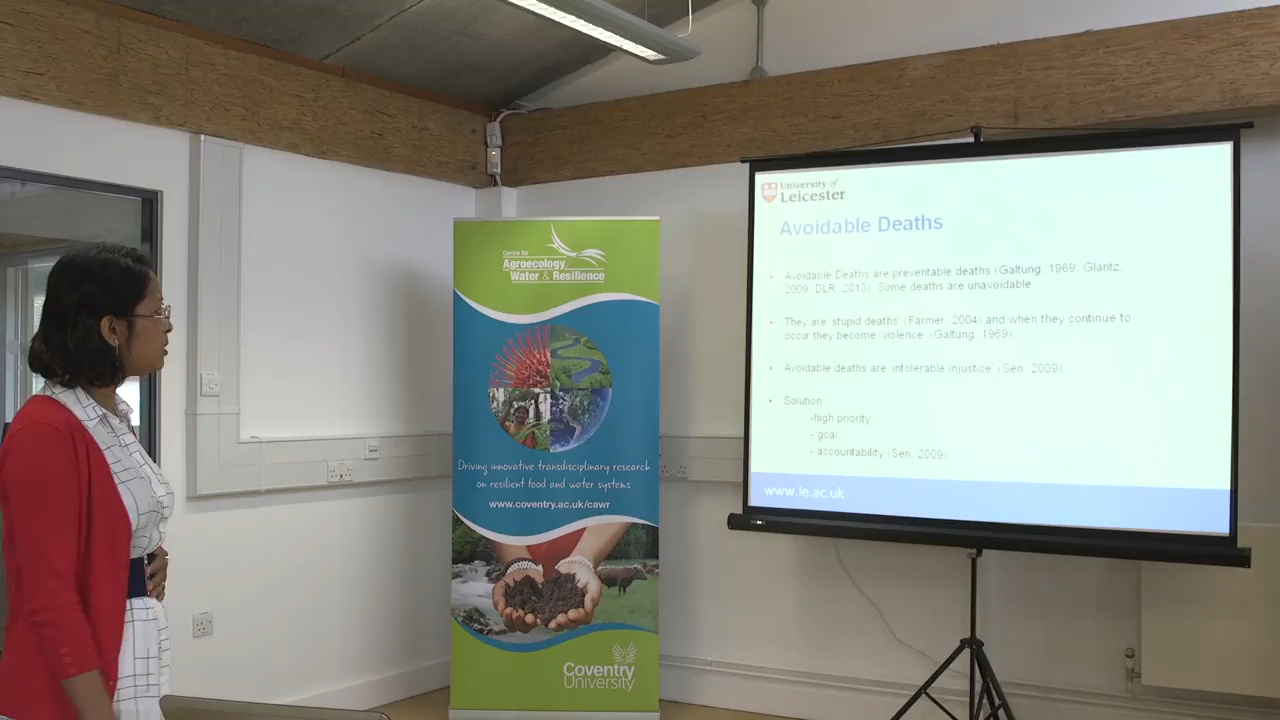 Centre for
Agroecology,
Water & Resilience
Driving innovative transdisciplinary research
on resilient food and water systems
www.coventry.ac.uk/cawr
Coventry
University
University of
Leicester
Avoidable Deaths
• Avoidable Deaths are preventable deaths (Galtung, 1969, Glantz,
2009, DLR, 2013). Some deaths are unavoidable
• They are 'stupid deaths' (Farmer, 2004) and when they continue to
occur they become 'violence' (Galtung, 1969).
• Avoidable deaths are 'intolerable injustice' (Sen, 2009).
• Solution:
-high priority
- goal
- accountability (Sen, 2009)
www.le.ac.uk